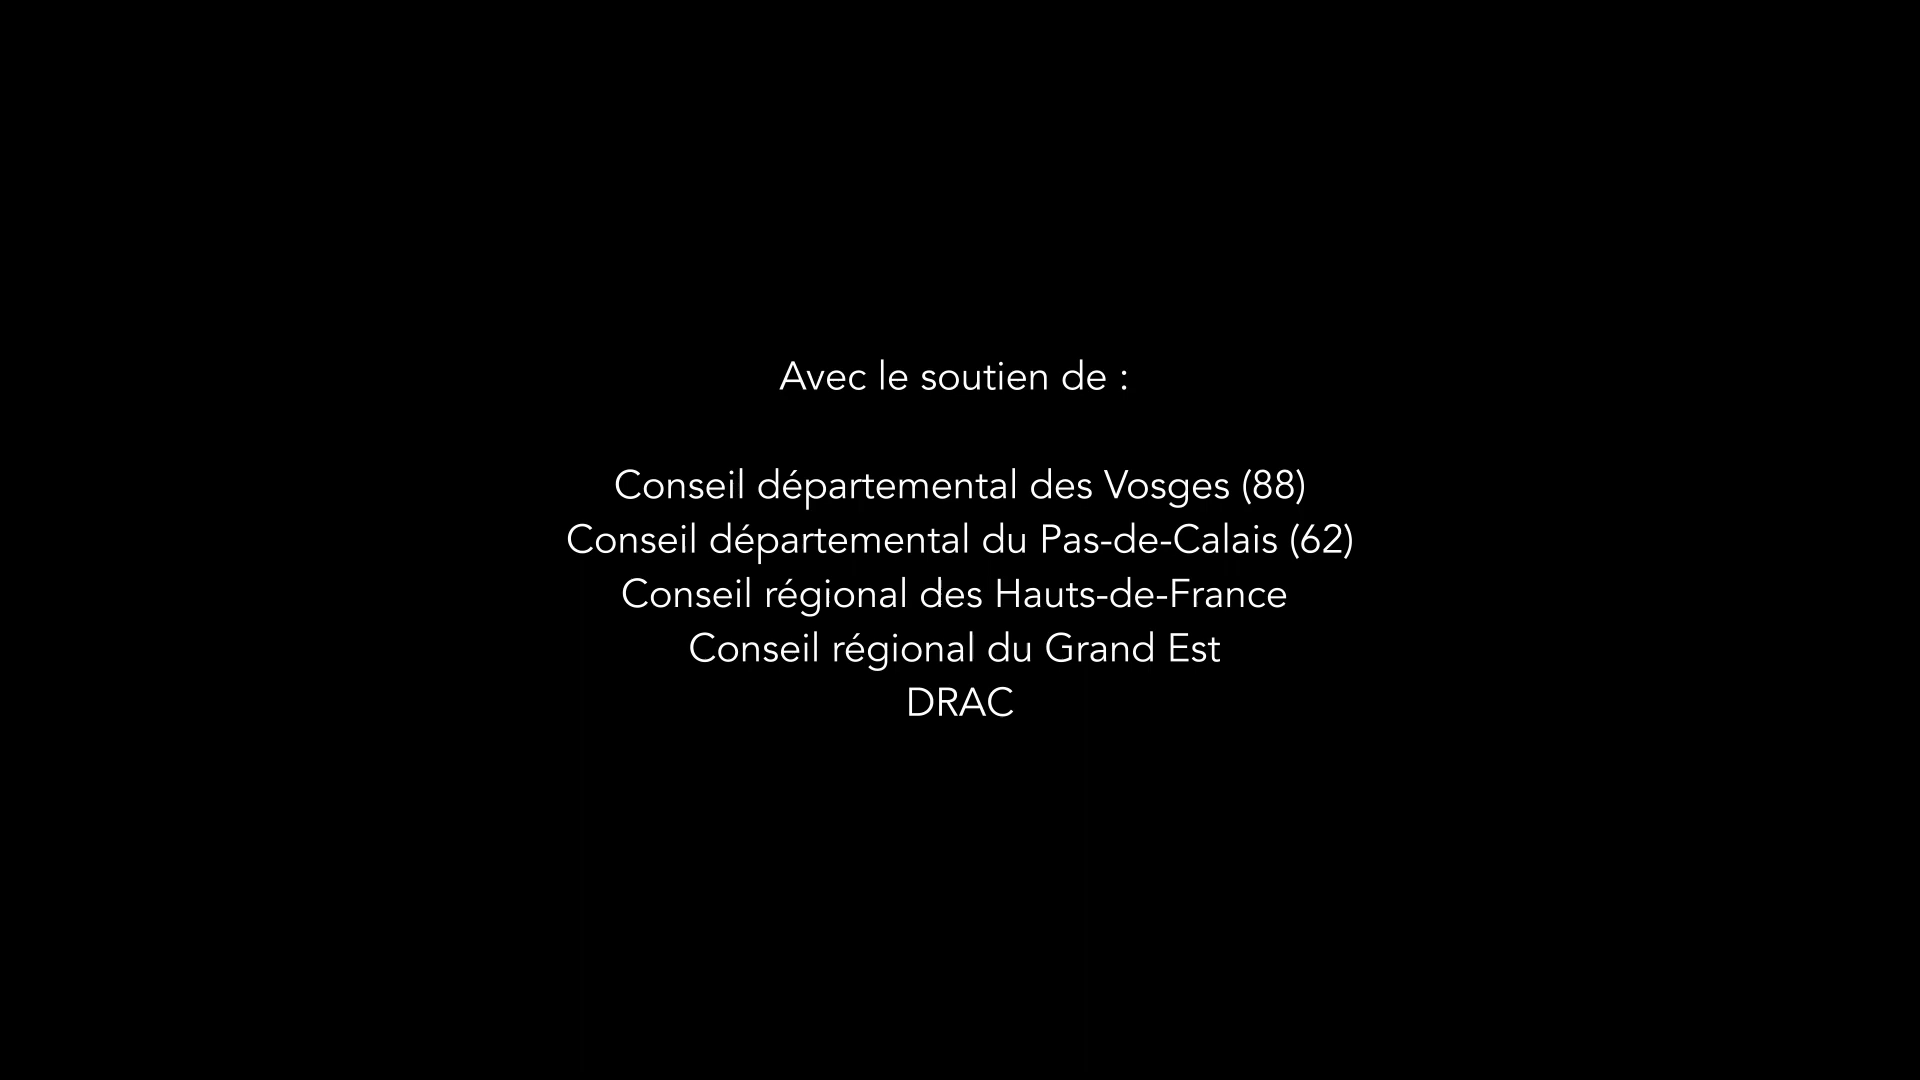 Avec le soutien de :
Conseil départemental des Vosges (88)
Conseil départemental du Pas-de-Calais (62)
Conseil régional des Hauts-de-France
Conseil régional du Grand Est
DRAC